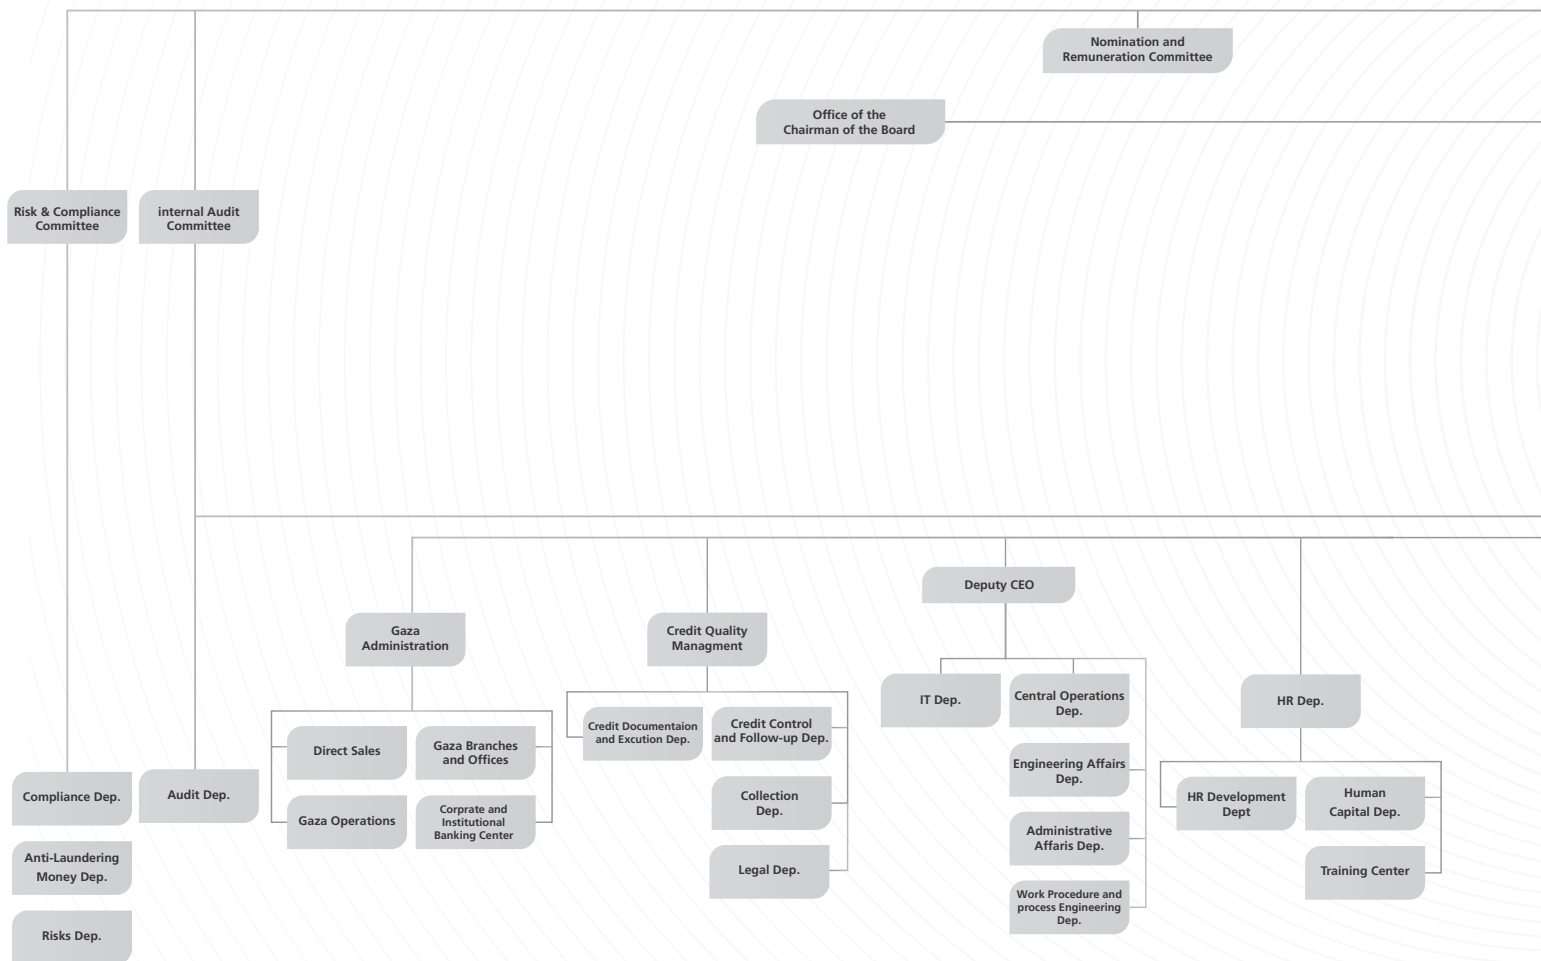 Nomination and
Remuneration Committee
Office of the
Chairman of the Board
Risk & Compliance
Committee
internal Audit
Committee
Deputy CEO
Gaza
Administration
Credit Quality
Managment
IT Dep.
Central Operations
Dep.
HR Dep.
Direct Sales
Gaza Branches
and Offices
Credit Documentaion
and Excution Dep.
Credit Control
and Follow-up Dep.
Engineering Affairs
Dep.
Compliance Dep.
Audit Dep.
Gaza Operations
Corprate and
Institutional
Banking Center
Collection
Dep.
Administrative
Affaris Dep.
HR Development
Dept
Human
Capital Dep.
Anti-Laundering
Money Dep.
Legal Dep.
Work Procedure and
process Engineering
Dep.
Training Center
Risks Dep.